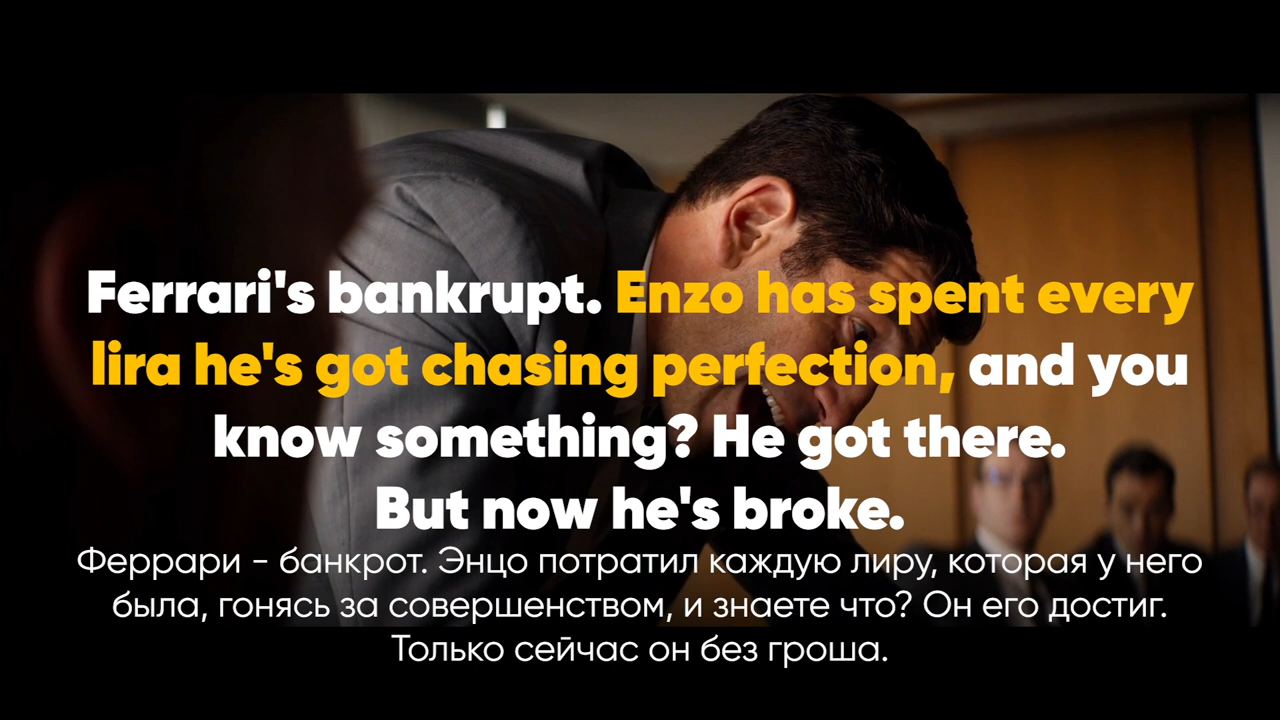 Ferrari's bankrupt. Enzo has spent every
lira he's got chasing perfection, and you
know something? He got there.
But now he's broke.
Феррари - банкрот. Энцо потратил каждую лиру, которая у него
была, гонясь за совершенством, и знаете что? Он его достиг.
Только сейчас он без гроша.